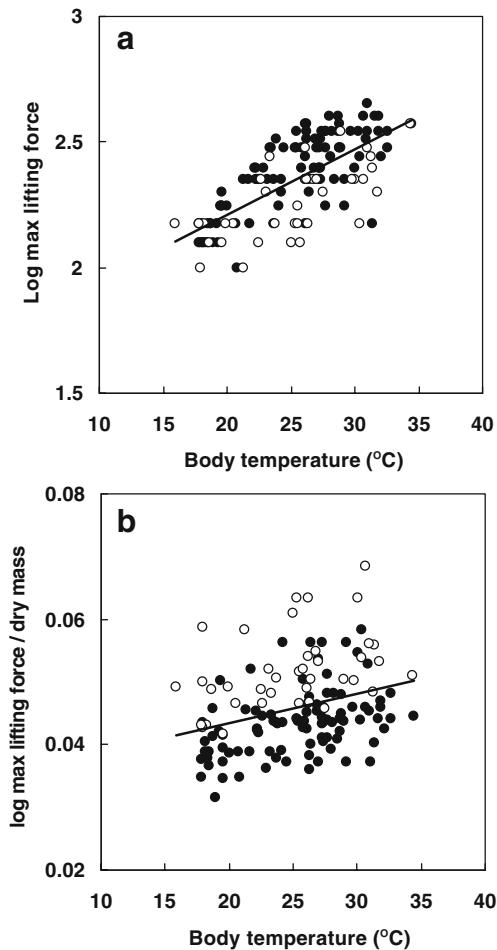 3
a
2.5
Log max lifting force
2
1.5
10 15 20 25 30 35 40
Body temperature (°C)
0.08
b
0.06
log max lifting force / dry mass
0.04
0.02
10 15 20 25 30 35 40
Body temperature (°C)